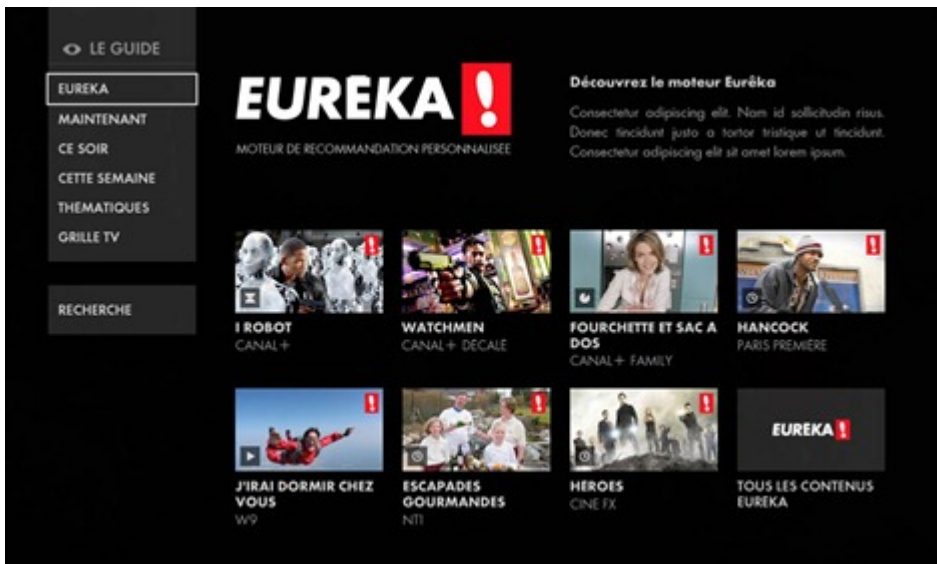 LE GUIDE
EUREKA
MAINTENANT
CE SOIR
CETTE SEMAINE
THEMATIQUES
GRILLE TV
RECHERCHE
EURÊKA!
MOTEUR DE RECOMMANDATION PERSONNALISEE
Découvrez le moteur Eurêka
Consectetur adipiscing elit. Nam id sollicitudin risus.
Donec tincidunt justo a tortor tristique ut tincidunt.
Consectetur adipiscing elit sit amet lorem ipsum.
I ROBOT
CANAL+
WATCHMEN
CANAL+ DECALE
FOURCHETTE ET SAC A
DOS
CANAL+ FAMILY
HANCOCK
PARIS PREMIERE
J'IRAI DORMIR CHEZ
VOUS
W9
ESCAPADES
GOURMANDES
NT1
HEROES
CINE FX
EUREKA!
TOUS LES CONTENUS
EUREKA